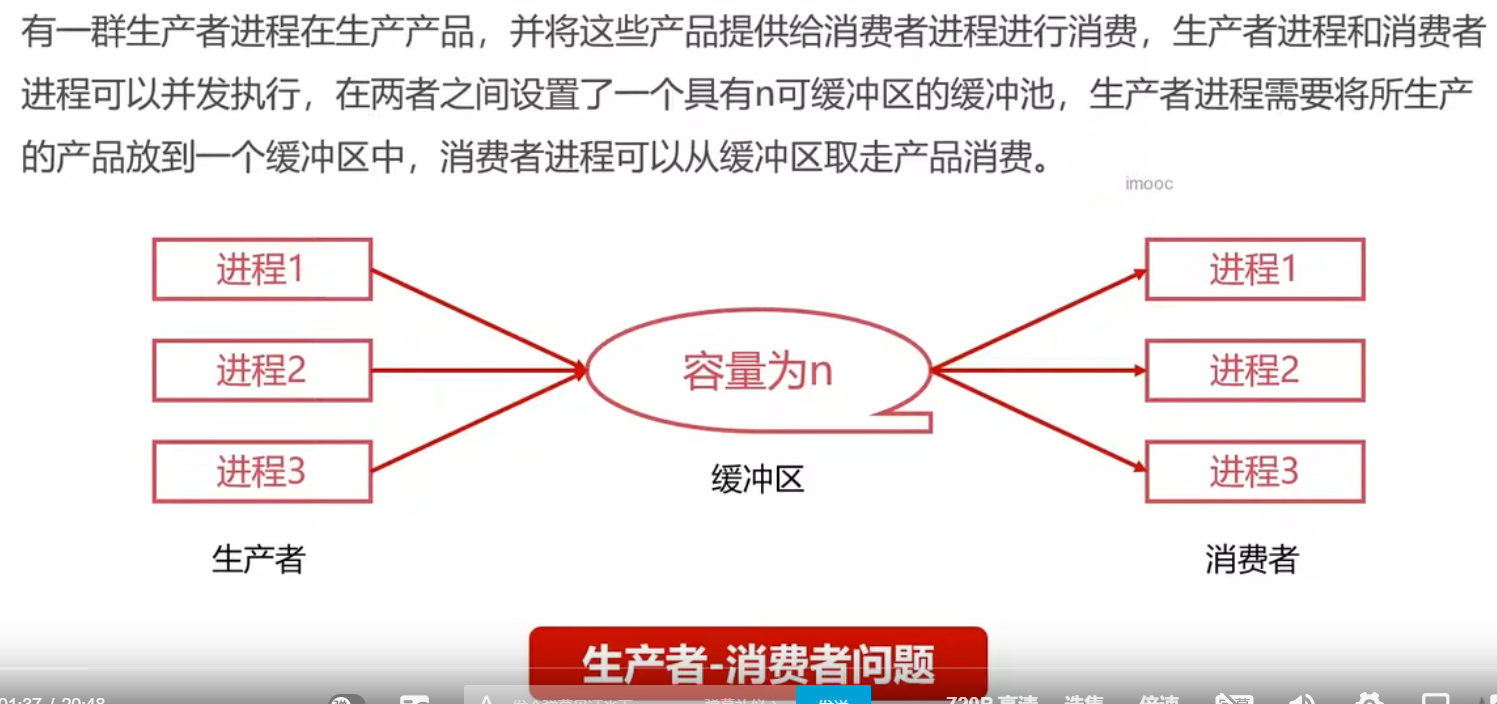 有一群生产者进程在生产产品，并将这些产品提供给消费者进程进行消费，生产者进程和消费者
进程可以并发执行，在两者之间设置了一个具有n可缓冲区的缓冲池，生产者进程需要将所生产
的产品放到一个缓冲区中，消费者进程可以从缓冲区取走产品消费。
imooc
进程1
进程1
进程2
容量为n
进程2
进程3
缓冲区
进程3
生产者
消费者
生产者-消费者问题
01:37 / 20:48
发送
720P 高清
选集
倍速